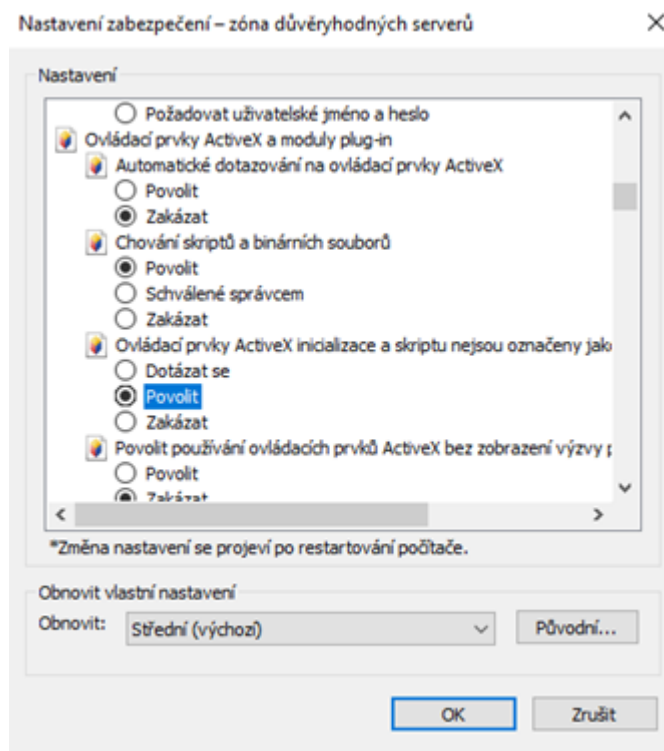 Nastavení zabezpečení – zóna důvěryhodných serverů
Nastavení
Požadovat uživatelské jméno a heslo
Ovládací prvky ActiveX a moduly plug-in
Automatické dotazování na ovládací prvky ActiveX
Povolit
Zakázat
Chování skriptů a binárních souborů
Povolit
Schválené správcem
Zakázat
Ovládací prvky ActiveX inicializace a skriptu nejsou označeny jako
Dotázat se
Povolit
Zakázat
Povolit používání ovládacích prvků ActiveX bez zobrazení výzvy p
Povolit
Zakázat
*Změna nastavení se projeví po restartování počítače.
Obnovit vlastní nastavení
Obnovit: Střední (výchozí) Původní...
OK Zrušit